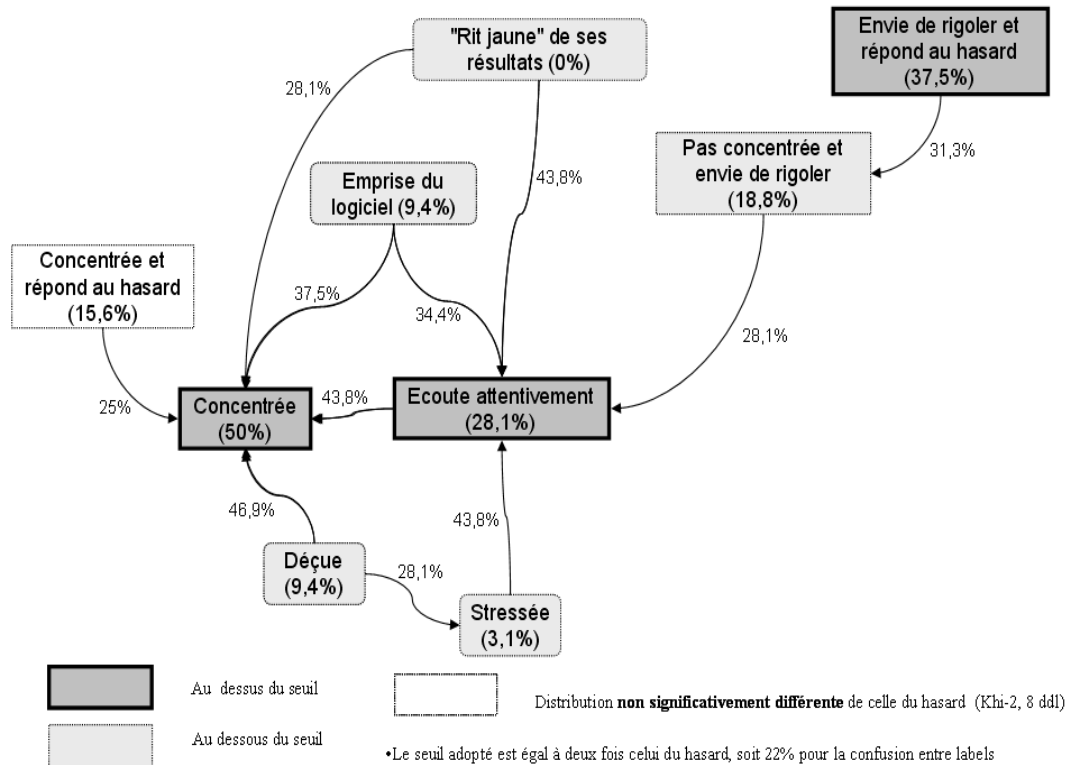 "Rit jaune" de ses
résultats (0%)
Envie de rigoler et
répond au hasard
(37,5%)
28,1%
43,8%
31,3%
Pas concentrée et
envie de rigoler
(18,8%)
Emprise du
logiciel (9,4%)
Concentrée et
répond au hasard
(15,6%)
37,5%
34,4%
28,1%
25%
Concentrée
(50%)
43,8%
Ecoute attentivement
(28,1%)
46,9%
43,8%
Déçue
(9,4%)
28,1%
Stressée
(3,1%)
Au dessus du seuil
Distribution non significativement différente de celle du hasard (Khi-2, 8 ddl)
Au dessous du seuil
•Le seuil adopté est égal à deux fois celui du hasard, soit 22% pour la confusion entre labels